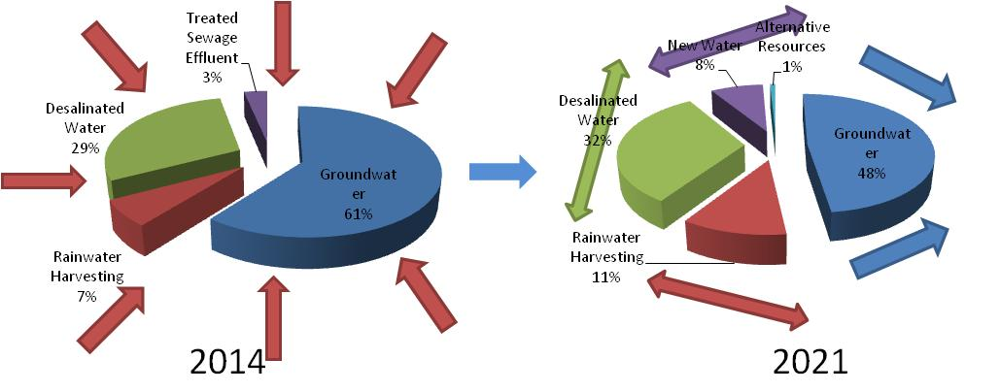 Treated
Sewage
Effluent
3%
Desalinated
Water
29%
Groundwat
er
61%
Rainwater
Harvesting
7%
2014
Alternative
Resources
1%
New Water
8%
Desalinated
Water
32%
Groundwat
er
48%
Rainwater
Harvesting
11%
2021